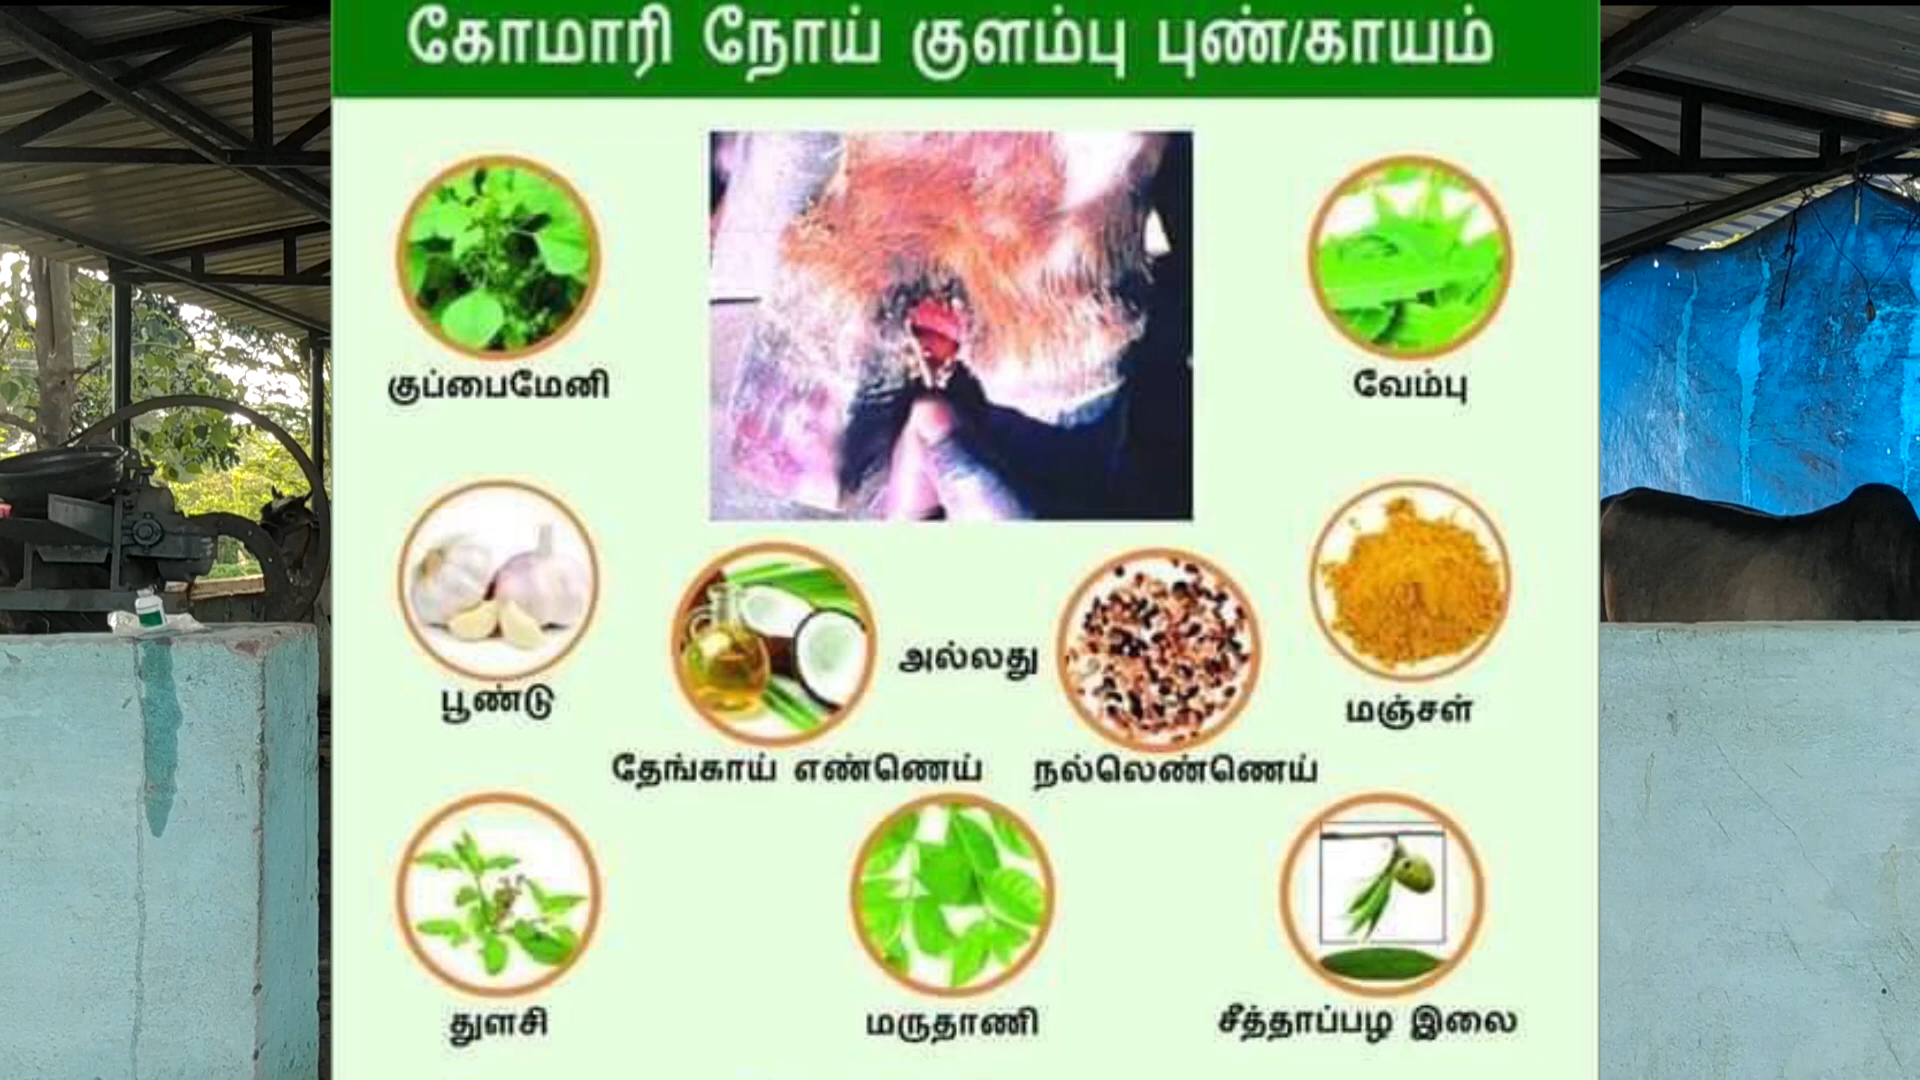 கோமாரி நோய் குளம்பு புண்/காயம்
குப்பைமேனி
வேம்பு
பூண்டு
அல்லது
மஞ்சள்
தேங்காய் எண்ணெய்
நல்லெண்ணெய்
துளசி
மருதாணி
சீத்தாப்பழ இலை